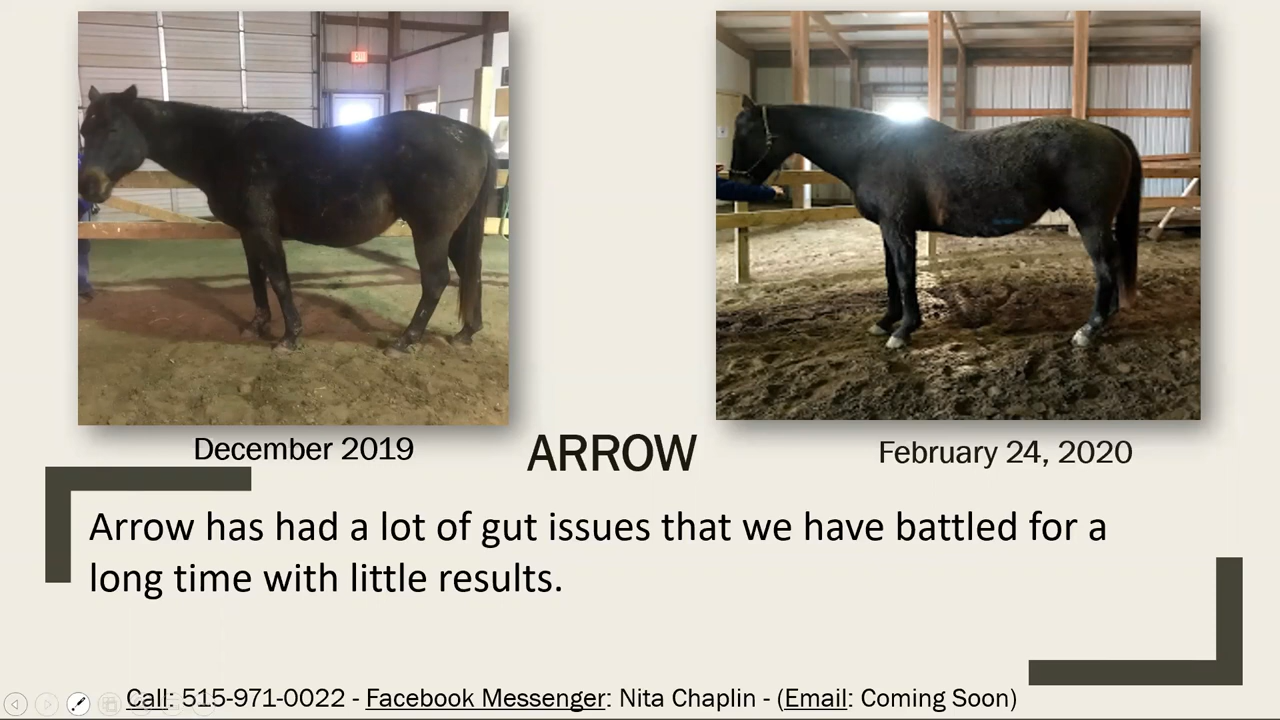 EXIT
December 2019
ARROW
February 24, 2020
Arrow has had a lot of gut issues that we have battled for a
long time with little results.
Call: 515-971-0022 - Facebook Messenger: Nita Chaplin - (Email: Coming Soon)